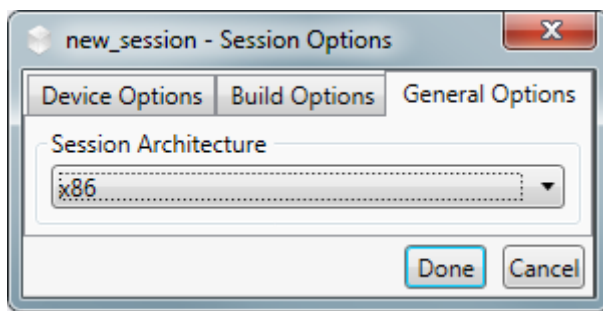 new_session - Session Options
Device Options Build Options General Options
Session Architecture
x86
Done Cancel